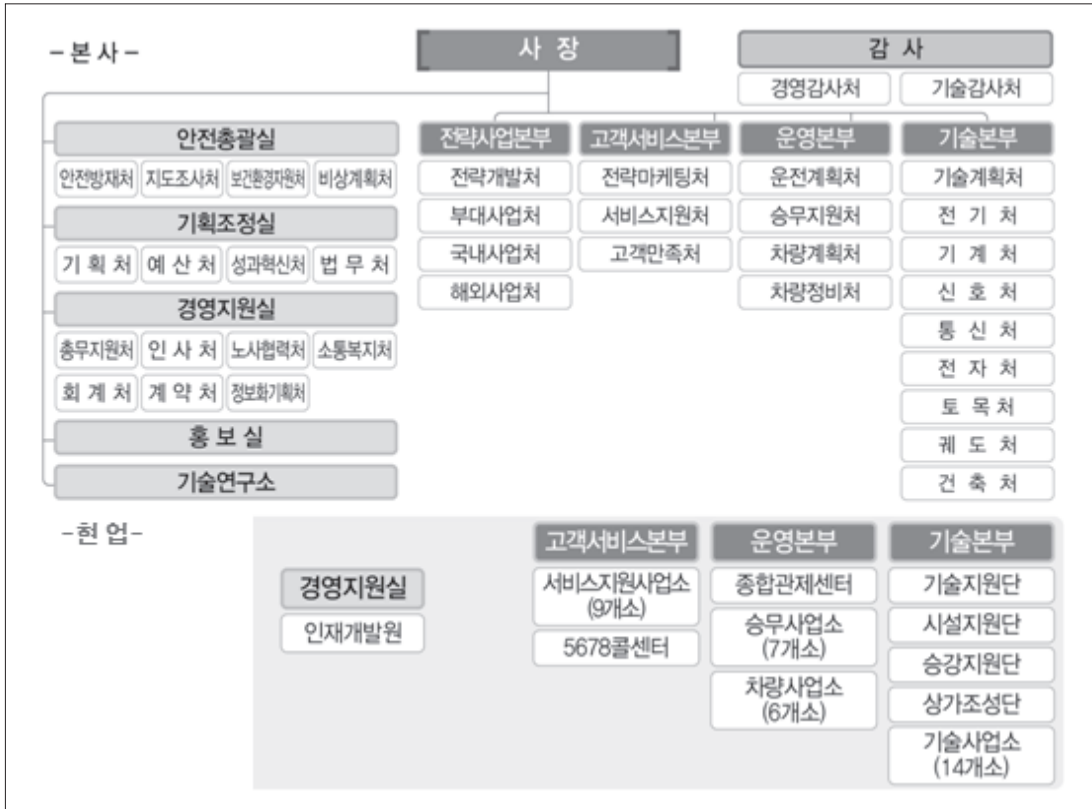 – 본 사 –
사 장
감 사
경영감사처 기술감사처
안전총괄실
안전방재처 지도조사처 보건환경자원처 비상계획처
기획조정실
기 획 처 예 산 처 성과혁신처 법 무 처
경영지원실
총무지원처 인 사 처 노사협력처 소통복지처
회 계 처 계 약 처 정보화기획처
홍 보 실
기술연구소
전략사업본부
전략개발처
부대사업처
국내사업처
해외사업처
고객서비스본부
전략마케팅처
서비스지원처
고객만족처
운영본부
운전계획처
승무지원처
차량계획처
차량정비처
기술본부
기술계획처
전 기 처
기 계 처
신 호 처
통 신 처
전 자 처
토 목 처
궤 도 처
건 축 처
–현 업–
경영지원실
인재개발원
고객서비스본부
서비스지원사업소
(9개소)
5678콜센터
운영본부
종합관제센터
승무사업소
(7개소)
차량사업소
(6개소)
기술본부
기술지원단
시설지원단
승강지원단
상가조성단
기술사업소
(14개소)